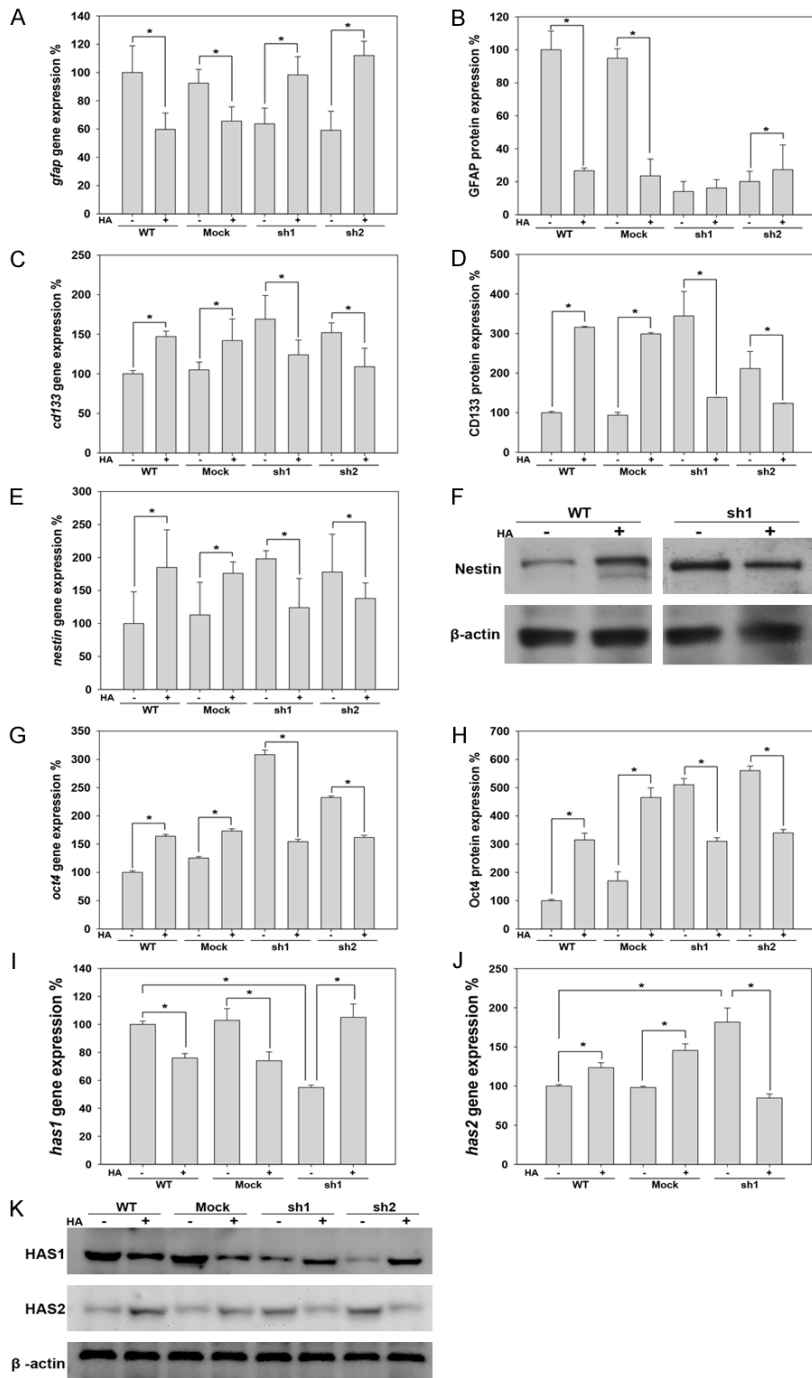 A
gfap gene expression %
140
120
100
80
60
40
20
0
* * * *
HA - + - + - + - +
WT Mock sh1 sh2
B
GFAP protein expression %
120
100
80
60
40
20
0
* * *
HA - + - + - + - +
WT Mock sh1 sh2
C
cd133 gene expression %
250
200
150
100
50
0
* * * *
HA - + - + - + - +
WT Mock sh1 sh2
D
CD133 protein expression %
500
400
300
200
100
0
* * * *
HA - + - + - + - +
WT Mock sh1 sh2
E
nestin gene expression %
300
250
200
150
100
50
0
* * * *
HA - + - + - + - +
WT Mock sh1 sh2
F
WT sh1
HA - + - +
Nestin
β-actin
G
oct4 gene expression %
350
300
250
200
150
100
50
0
* * * *
HA - + - + - + - +
WT Mock sh1 sh2
H
Oct4 protein expression %
700
600
500
400
300
200
100
0
* * * *
HA - + - + - + - +
WT Mock sh1 sh2
I
has1 gene expression %
140
120
100
80
60
40
20
0
* * * *
HA - + - + - +
WT Mock sh1
J
has2 gene expression %
250
200
150
100
50
0
* * * *
HA - + - + - +
WT Mock sh1
K
WT Mock sh1 sh2
HA - + - + - + - +
HAS1
HAS2
β -actin